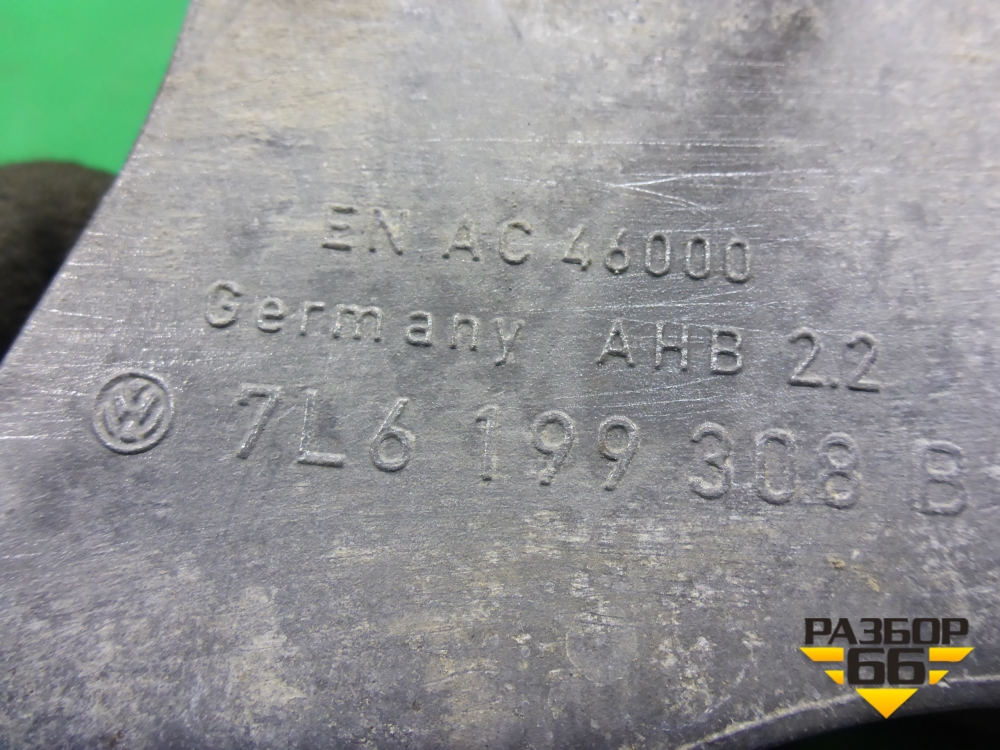 EN AC 46000
Germany AHB 2.2
7L6 199 308 B
РАЗБОР
66